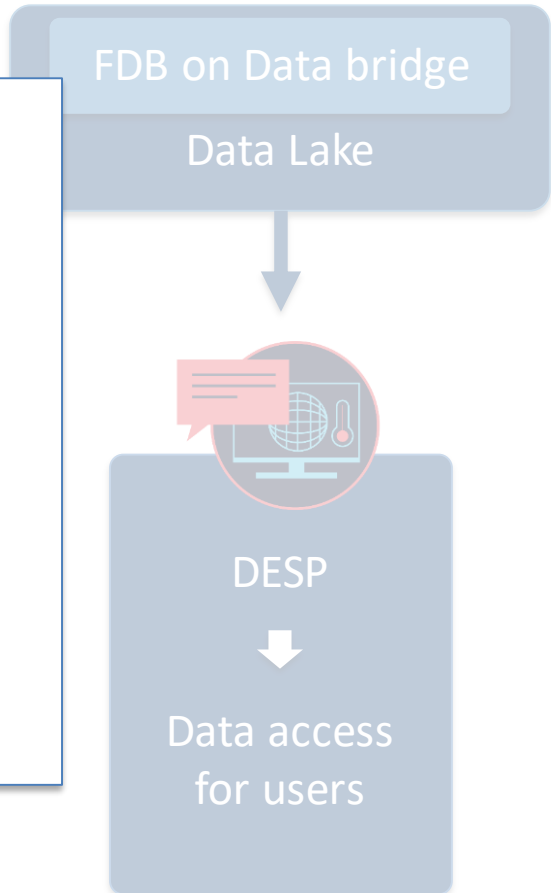 FDB on Data bridge
Data Lake
DESP
Data access
for users